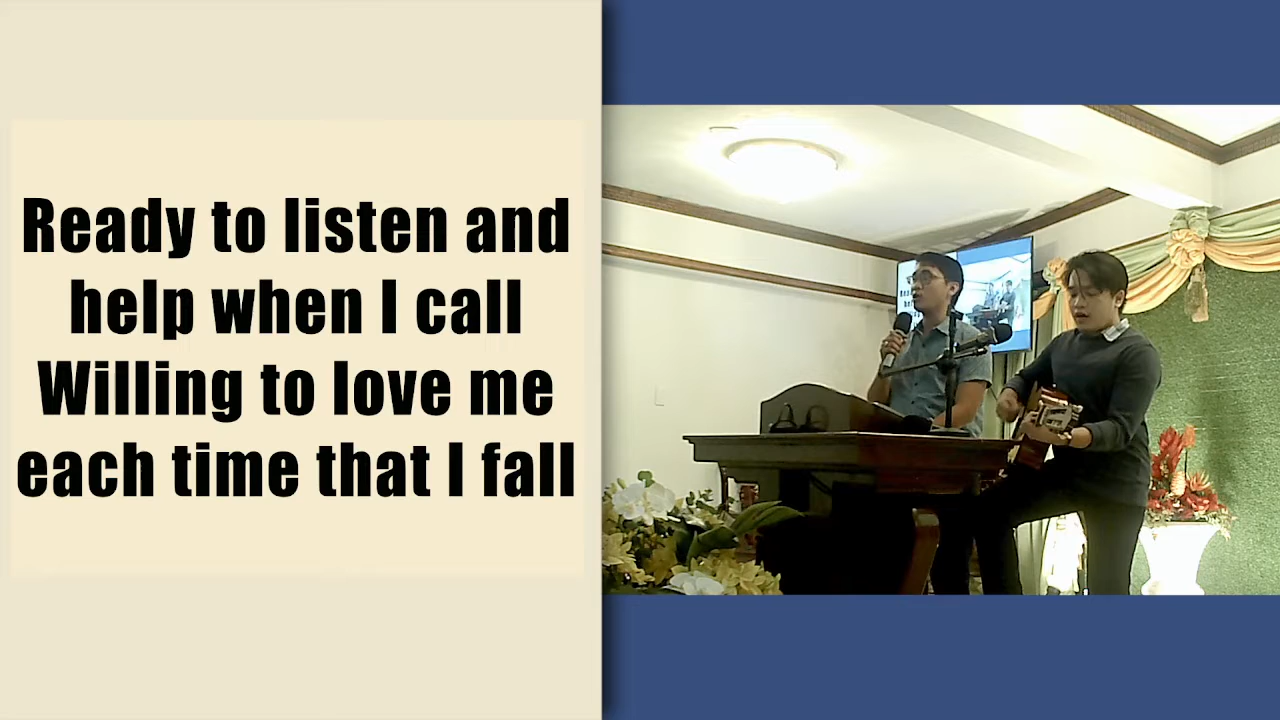 Ready to listen and
help when I call
Willing to love me
each time that I fall